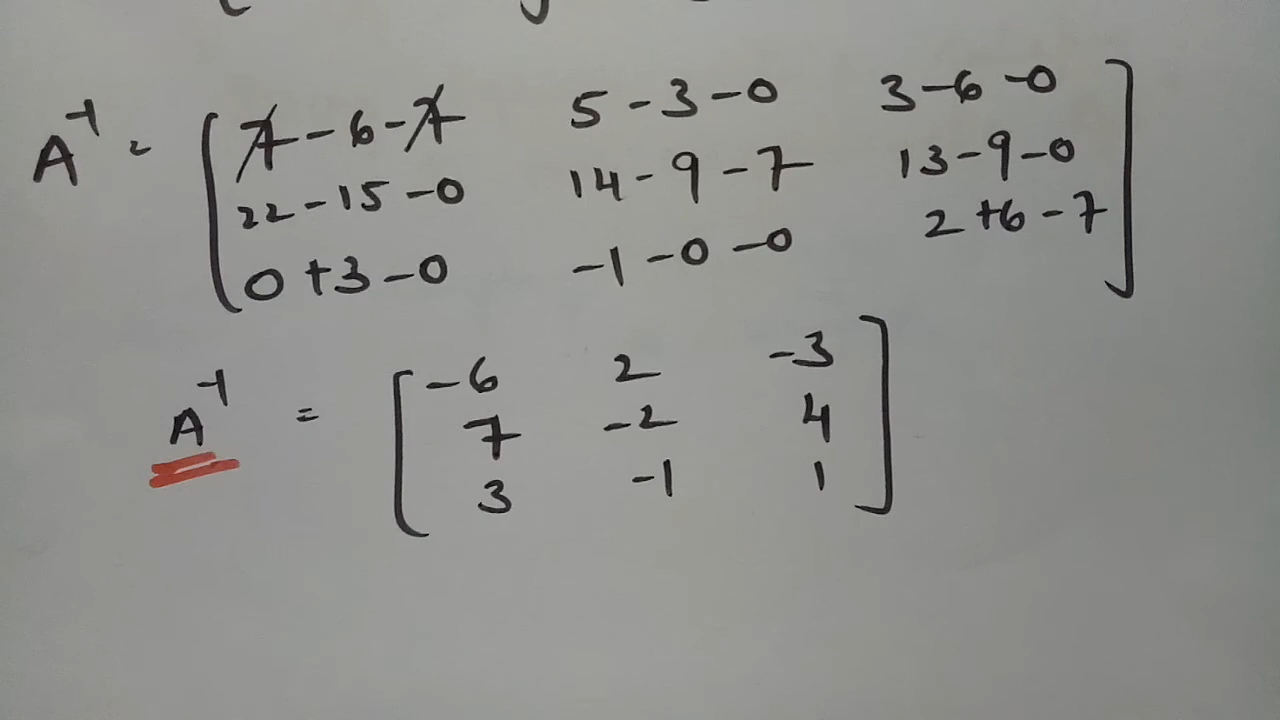 A⁻¹ = [ 7 - 6 - 7   5 - 3 - 0   3 - 6 - 0
22 - 15 - 0   14 - 9 - 7   13 - 9 - 0
0 + 3 - 0   -1 - 0 - 0   2 + 6 - 7 ]
A⁻¹ = [ -6   2   -3
7   -2   4
3   -1   1 ]